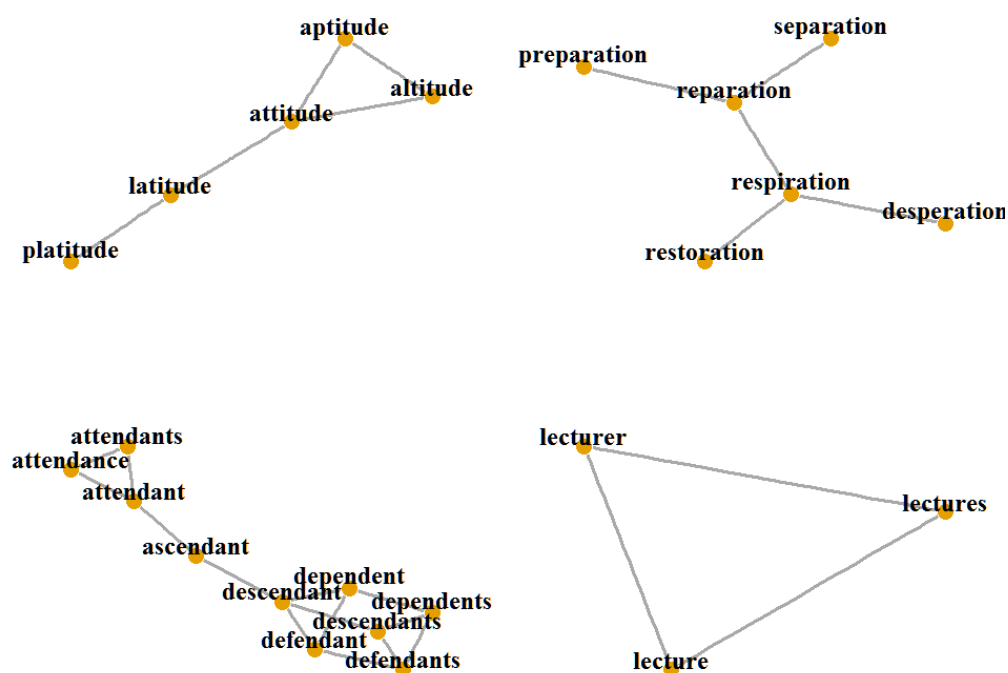 aptitude
altitude
attitude
latitude
platitude
separation
preparation
reparation
respiration
desperation
restoration
attendants
attendance
attendant
ascendant
dependent
descendant
dependents
descendants
defendant
defendants
lecturer
lectures
lecture